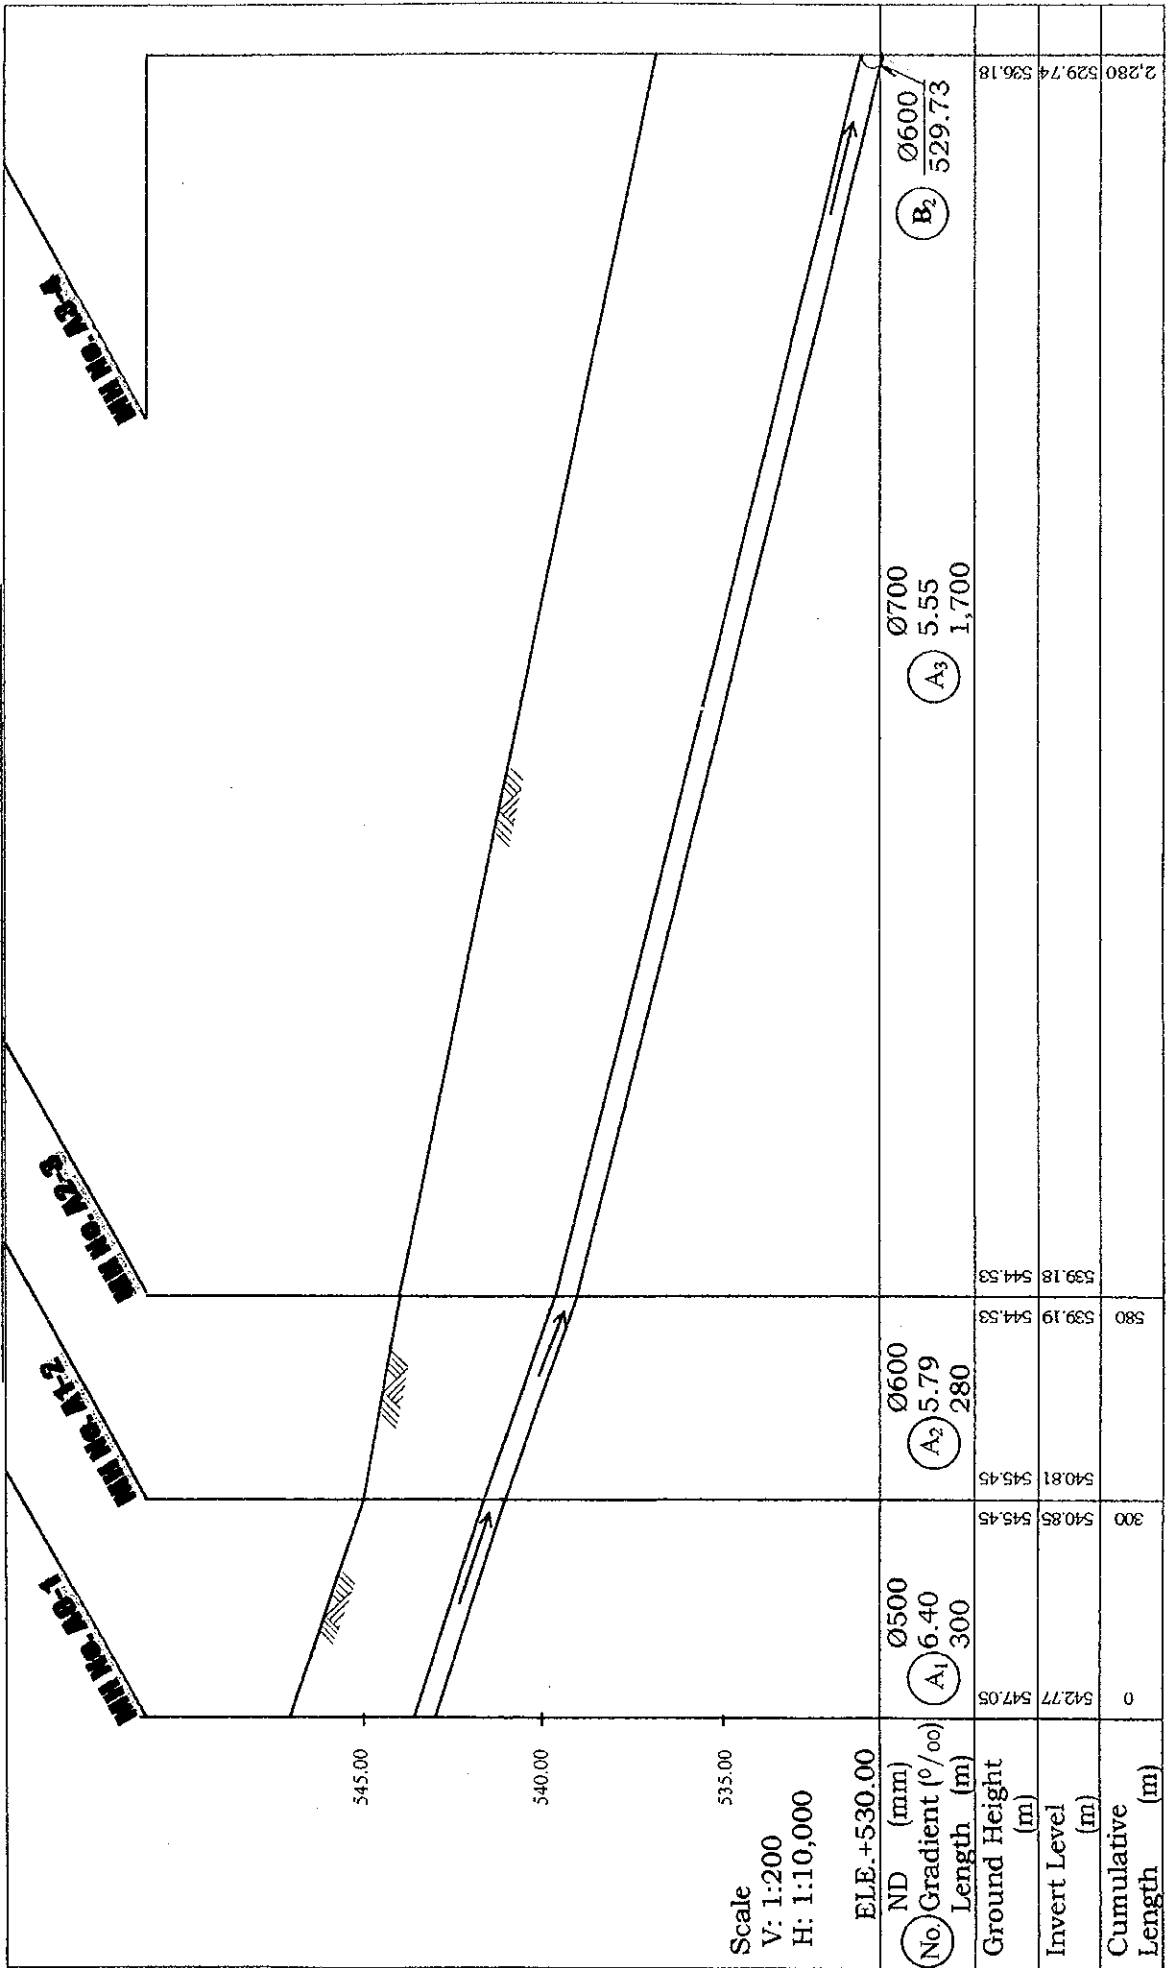 MH No. A0-1
MH No. A1-2
MH No. A2-3
MH No. A3-4
545.00
540.00
535.00
Scale
V: 1:200
H: 1:10,000
ELE.+530.00
ND (mm)
No. Gradient (⁰/₀₀)
Length (m)
Ø500
A₁ 6.40
300
Ø600
A₂ 5.79
280
Ø700
A₃ 5.55
1,700
B₂ Ø600
529.73
Ground Height (m)
547.05 545.45 545.45 544.53 544.53 536.18
Invert Level (m)
542.77 540.85 540.81 539.19 539.18 529.74
Cumulative Length (m)
0 300 580 2,280